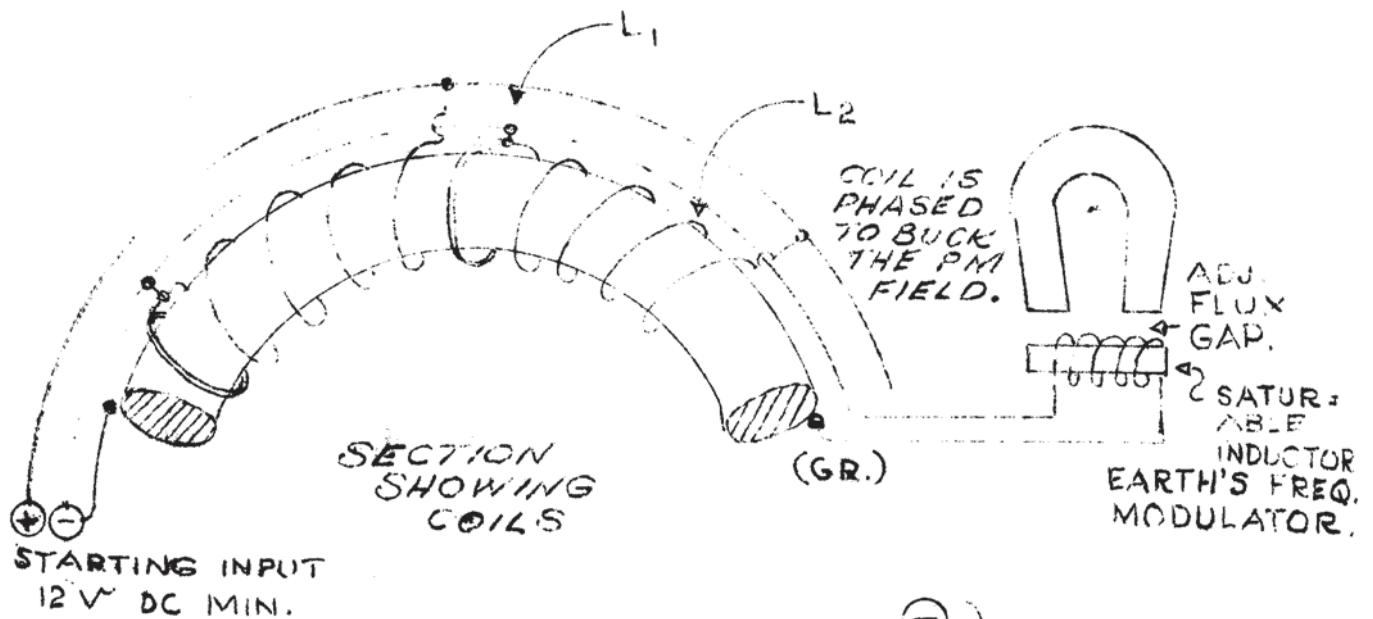 L1
L2
COIL IS
PHASED
TO BUCK
THE PM
FIELD.
ADJ.
FLUX
GAP.
SATUR=
ABLE
INDUCTOR
EARTH'S FREQ.
MODULATOR.
(GR.)
SECTION
SHOWING
COILS
+ -
STARTING INPUT
12 V DC MIN.